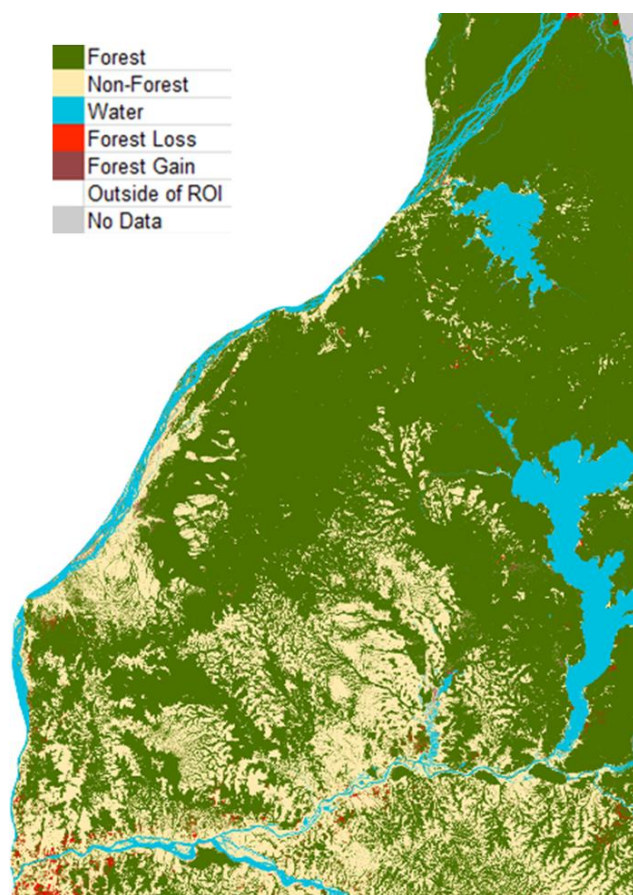 Forest
Non-Forest
Water
Forest Loss
Forest Gain
Outside of ROI
No Data